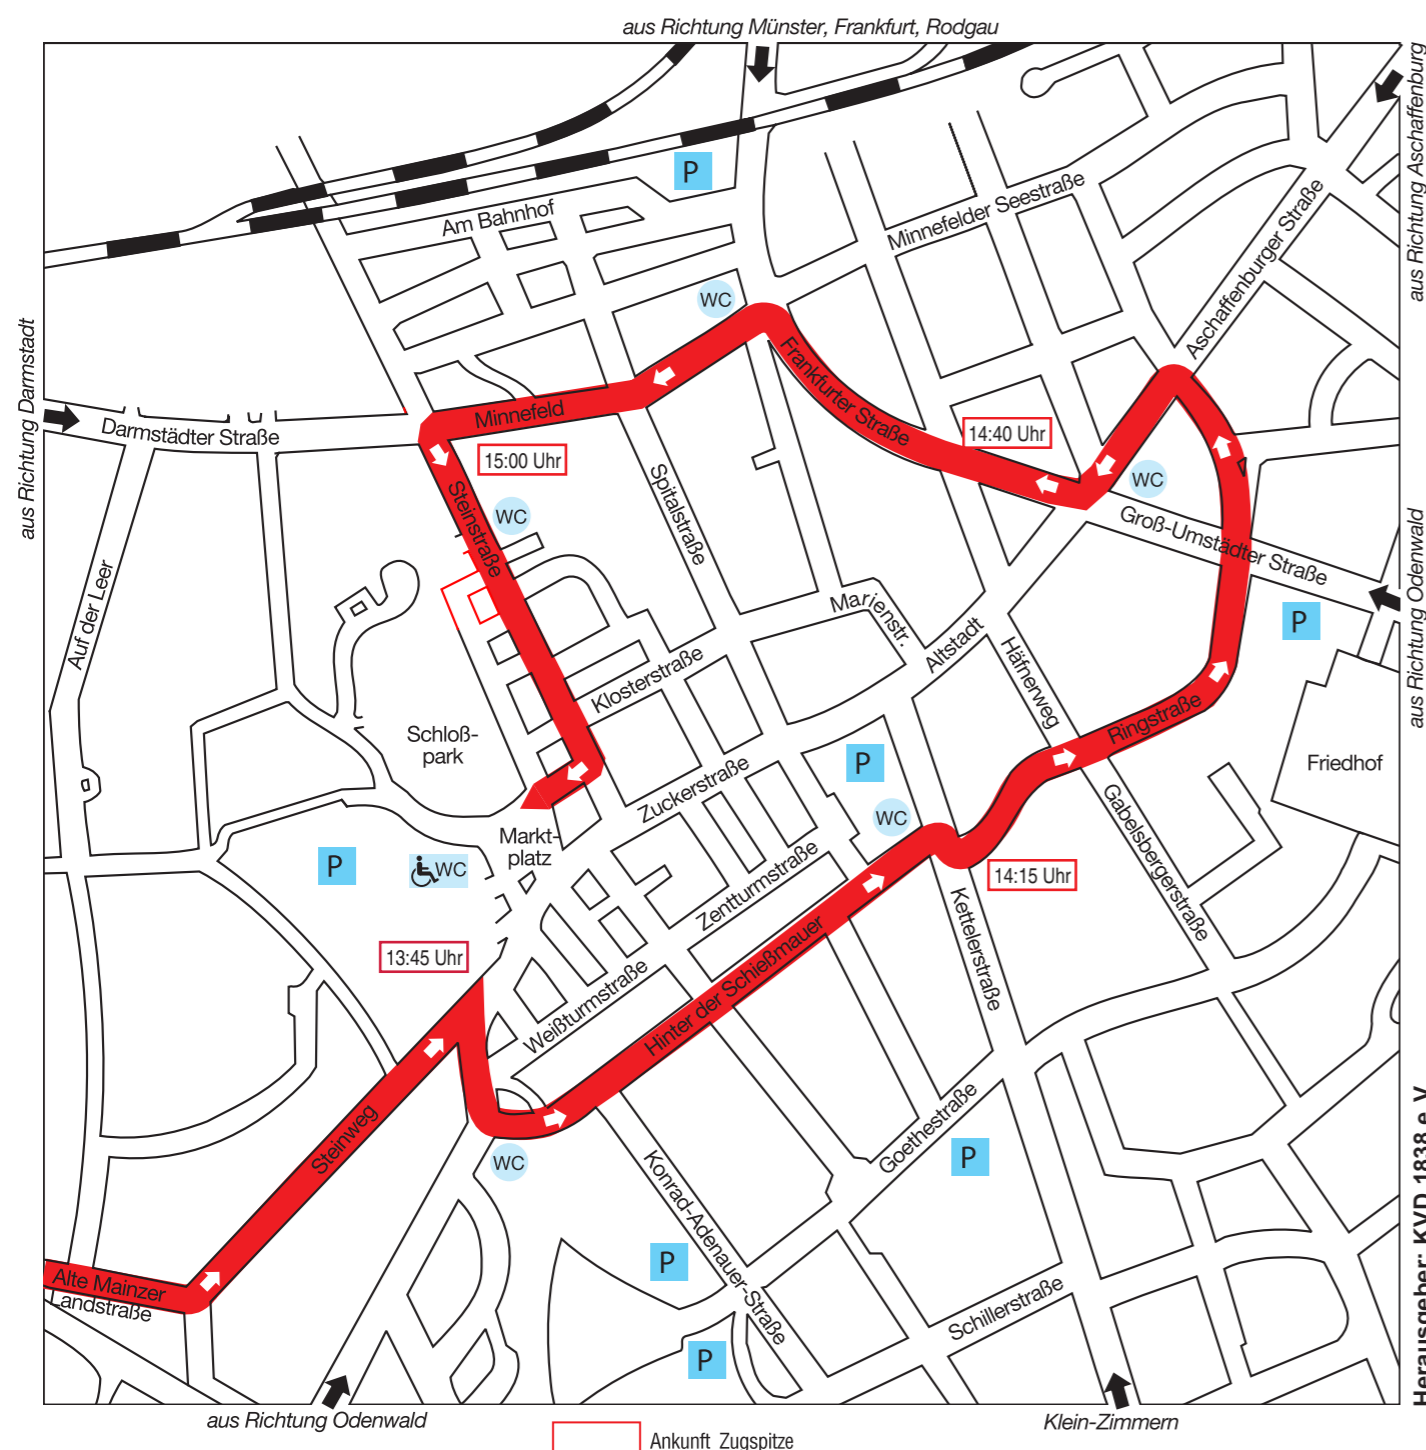 aus Richtung Münster, Frankfurt, Rodgau
aus Richtung Aschaffenburg
P
Am Bahnhof
Minnefelder Seestraße
Aschaffenburger Straße
WC
aus Richtung Darmstadt
Frankfurter Straße
Minnefeld
Darmstädter Straße
14:40 Uhr
15:00 Uhr
WC
Steinstraße
WC
Spitalstraße
Groß-Umstädter Straße
aus Richtung Odenwald
Auf der Leer
Marienstr.
P
Altstadt
Häfnerweg
Klosterstraße
Ringstraße
Schloß-
park
P
Friedhof
Zuckerstraße
Gabelsbergerstraße
WC
Markt-
platz
P
WC
Zentturmstraße
14:15 Uhr
Kettelerstraße
13:45 Uhr
Weißturmstraße
Hinter der Schießmauer
Steinweg
Goethestraße
P
WC
Konrad-Adenauer-Straße
P
Alte Mainzer
Landstraße
Schillerstraße
P
Herausgeber: KVD 1838 e.V.
aus Richtung Odenwald
Klein-Zimmern
Ankunft Zugspitze